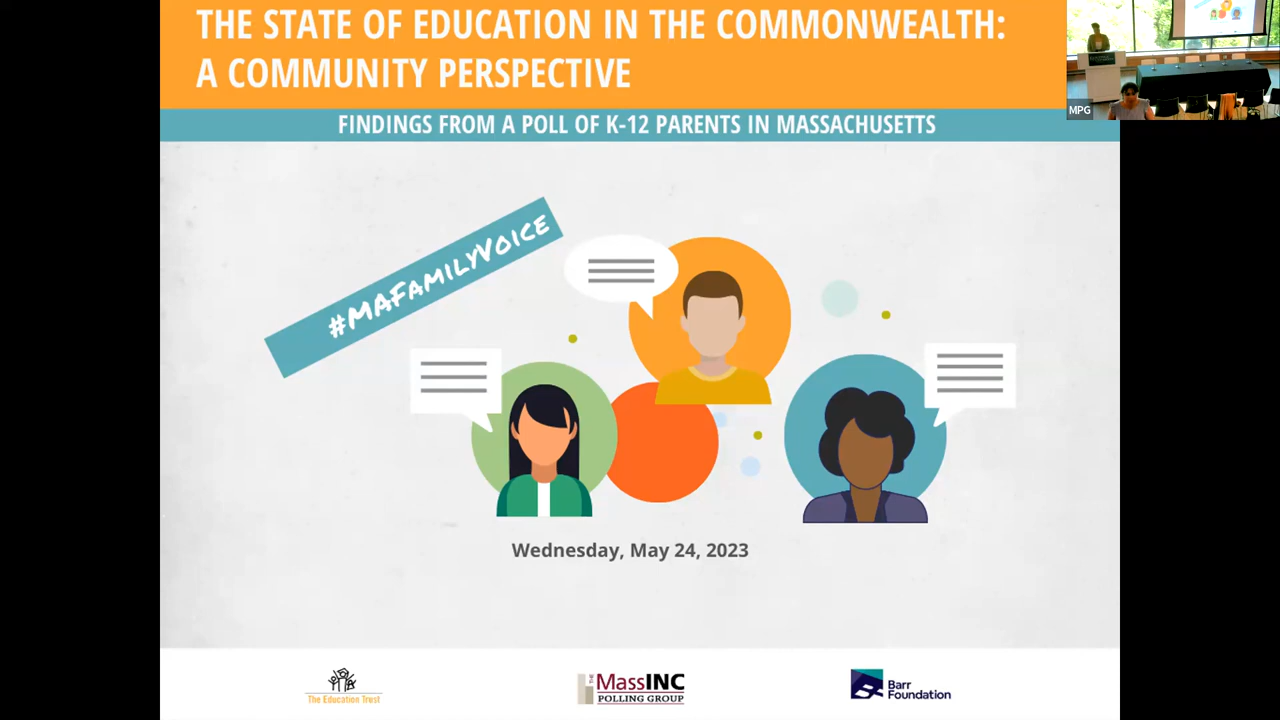 THE STATE OF EDUCATION IN THE COMMONWEALTH:
A COMMUNITY PERSPECTIVE
MPG
FINDINGS FROM A POLL OF K-12 PARENTS IN MASSACHUSETTS
#MAFAMILYVOICE
Wednesday, May 24, 2023
The Education Trust
THE
MassINC
POLLING GROUP
Barr
Foundation